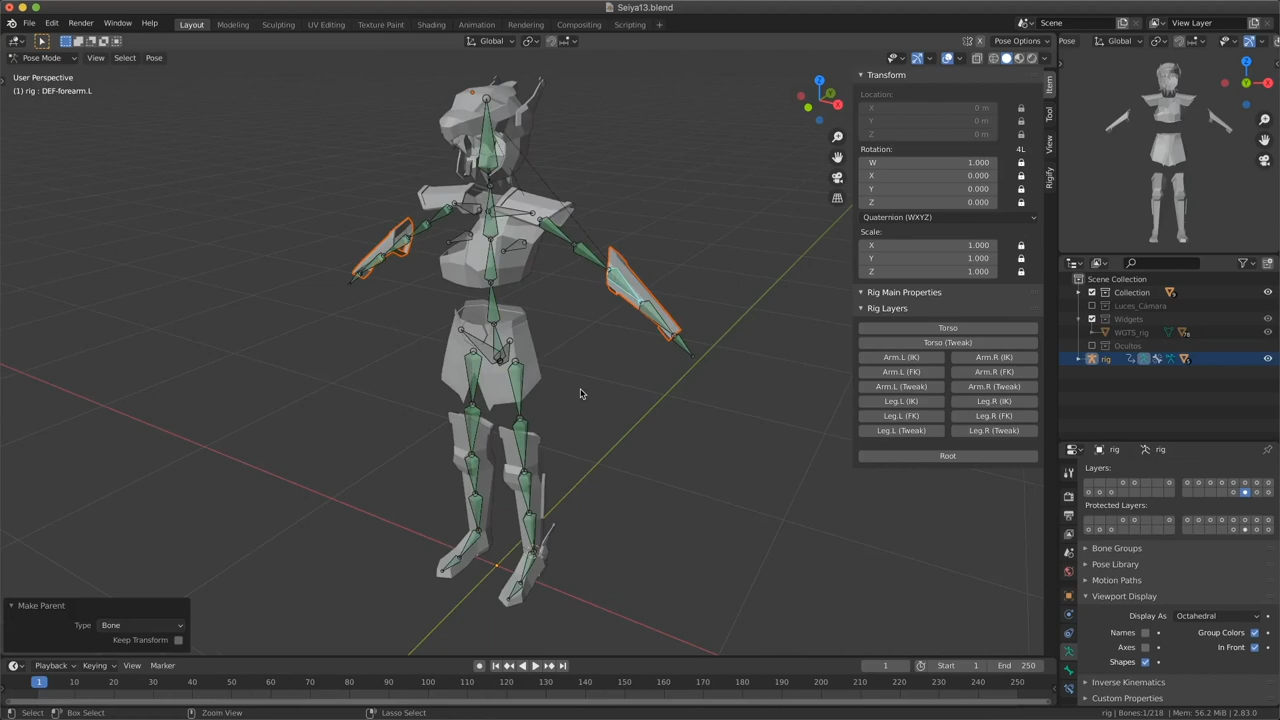 Seiya13.blend
File Edit Render Window Help Layout Modeling Sculpting UV Editing Texture Paint Shading Animation Rendering Compositing Scripting Scene View Layer
Global Pose Options Pose Global
Pose Mode View Select Pose
User Perspective
(1) rig : DEF-forearm.L
Transform
Location:
X 0 m
Y 0 m
Z 0 m
Rotation: 4L
W 1.000
X 0.000
Y 0.000
Z 0.000
Quaternion (WXYZ)
Scale:
X 1.000
Y 1.000
Z 1.000
Rig Main Properties
Rig Layers
Torso
Torso (Tweak)
Arm.L (IK) Arm.R (IK)
Arm.L (FK) Arm.R (FK)
Arm.L (Tweak) Arm.R (Tweak)
Leg.L (IK) Leg.R (IK)
Leg.L (FK) Leg.R (FK)
Leg.L (Tweak) Leg.R (Tweak)
Root
Item
Tool
View
Rigify
Z
Y
X
Z
Y
X
Scene Collection
Collection
Luces_Cámara
Widgets
WGTS_rig 76
Ocultos
rig
rig rig
Layers:
Protected Layers:
Bone Groups
Pose Library
Motion Paths
Viewport Display
Display As Octahedral
Names Group Colors
Axes In Front
Shapes
Inverse Kinematics
Custom Properties
Make Parent
Type Bone
Keep Transform
Playback Keying View Marker 1 Start 1 End 250
1 10 20 30 40 50 60 70 80 90 100 110 120 130 140 150 160 170 180 190 200 210 220 230 240 250
Select Box Select Zoom View Lasso Select rig | Bones:1/218 | Mem: 56.2 MiB | 2.83.0